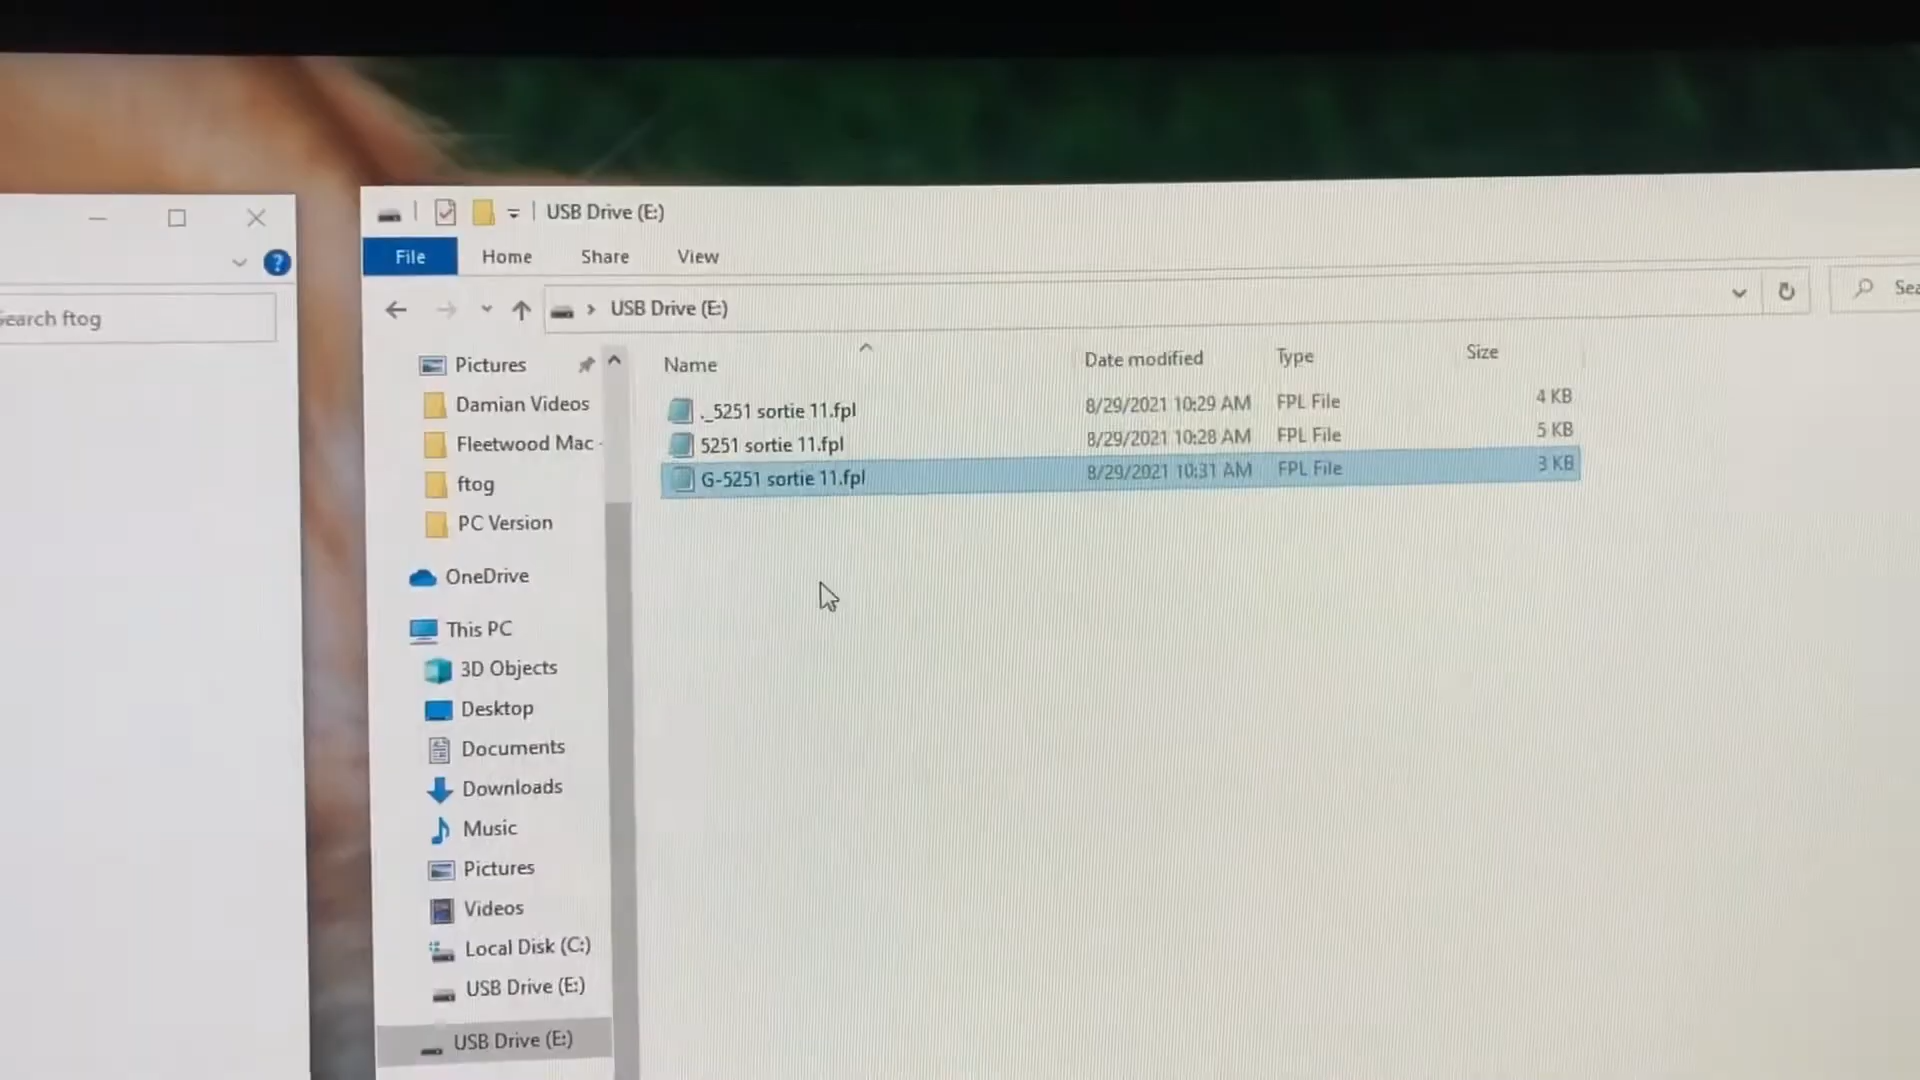 ?
earch ftog
USB Drive (E:)
File Home Share View
USB Drive (E:)
Name Date modified Type Size
._5251 sortie 11.fpl 8/29/2021 10:29 AM FPL File 4 KB
5251 sortie 11.fpl 8/29/2021 10:28 AM FPL File 5 KB
G-5251 sortie 11.fpl 8/29/2021 10:31 AM FPL File 3 KB
Pictures
Damian Videos
Fleetwood Mac -
ftog
PC Version
OneDrive
This PC
3D Objects
Desktop
Documents
Downloads
Music
Pictures
Videos
Local Disk (C:)
USB Drive (E:)
USB Drive (E:)